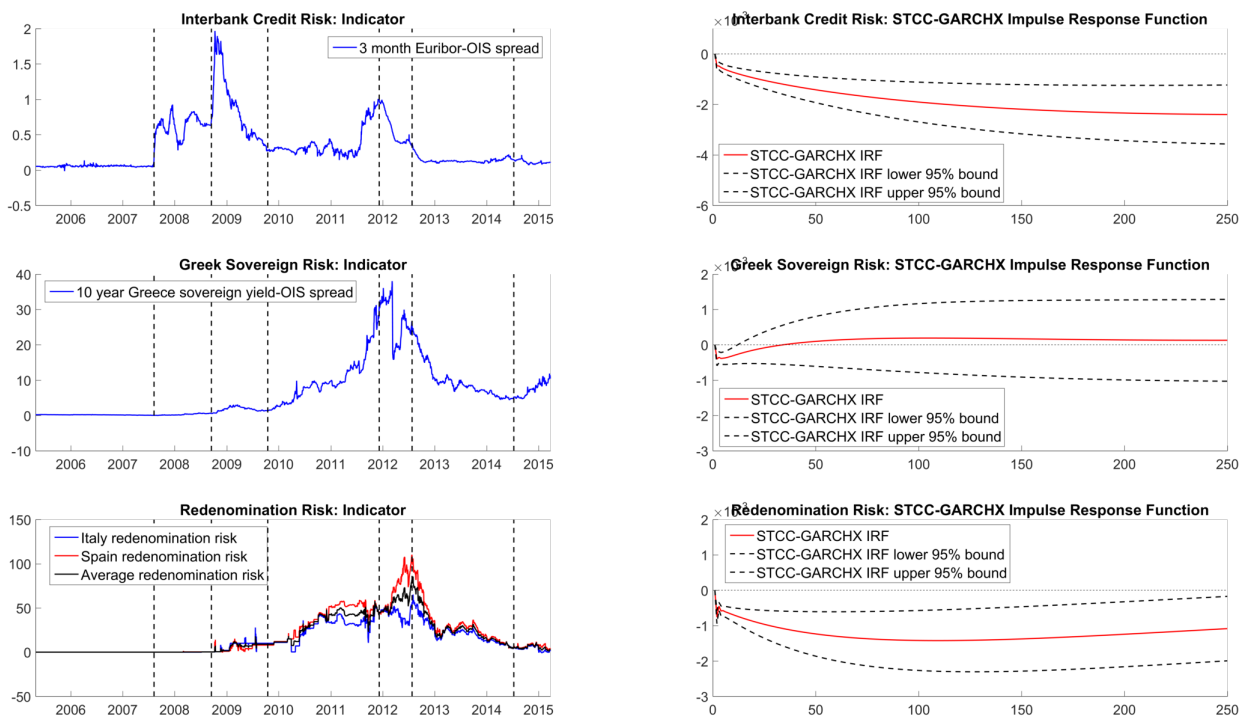 Interbank Credit Risk: Indicator
2
1.5
1
0.5
0
-0.5
3 month Euribor-OIS spread
2006 2007 2008 2009 2010 2011 2012 2013 2014 2015
Interbank Credit Risk: STCC-GARCHX Impulse Response Function
0
-2
-4
-6
STCC-GARCHX IRF
STCC-GARCHX IRF lower 95% bound
STCC-GARCHX IRF upper 95% bound
0 50 100 150 200 250
Greek Sovereign Risk: Indicator
40
30
20
10
0
-10
10 year Greece sovereign yield-OIS spread
2006 2007 2008 2009 2010 2011 2012 2013 2014 2015
Greek Sovereign Risk: STCC-GARCHX Impulse Response Function
2
1
0
-1
-2
-3
STCC-GARCHX IRF
STCC-GARCHX IRF lower 95% bound
STCC-GARCHX IRF upper 95% bound
0 50 100 150 200 250
Redenomination Risk: Indicator
150
100
50
0
-50
Italy redenomination risk
Spain redenomination risk
Average redenomination risk
2006 2007 2008 2009 2010 2011 2012 2013 2014 2015
Redenomination Risk: STCC-GARCHX Impulse Response Function
2
1
0
-1
-2
-3
STCC-GARCHX IRF
STCC-GARCHX IRF lower 95% bound
STCC-GARCHX IRF upper 95% bound
0 50 100 150 200 250